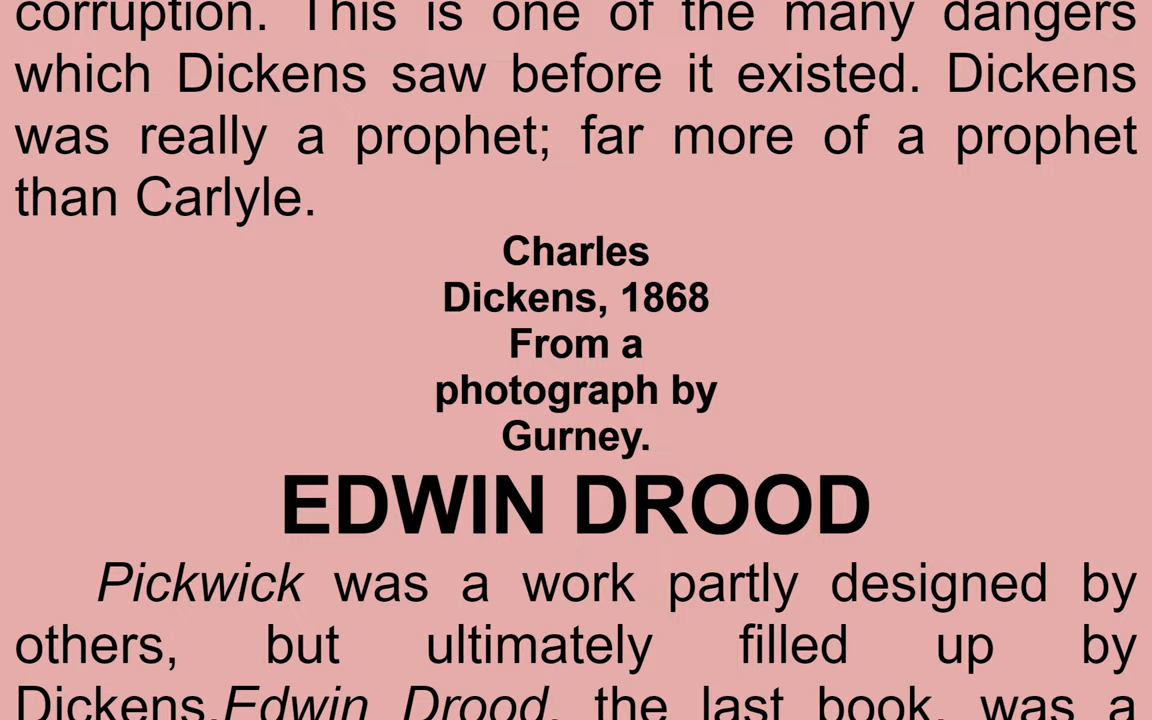 corruption. This is one of the many dangers
which Dickens saw before it existed. Dickens
was really a prophet; far more of a prophet
than Carlyle.
Charles
Dickens, 1868
From a
photograph by
Gurney.
EDWIN DROOD
Pickwick was a work partly designed by
others, but ultimately filled up by
Dickens.Edwin Drood, the last book, was a